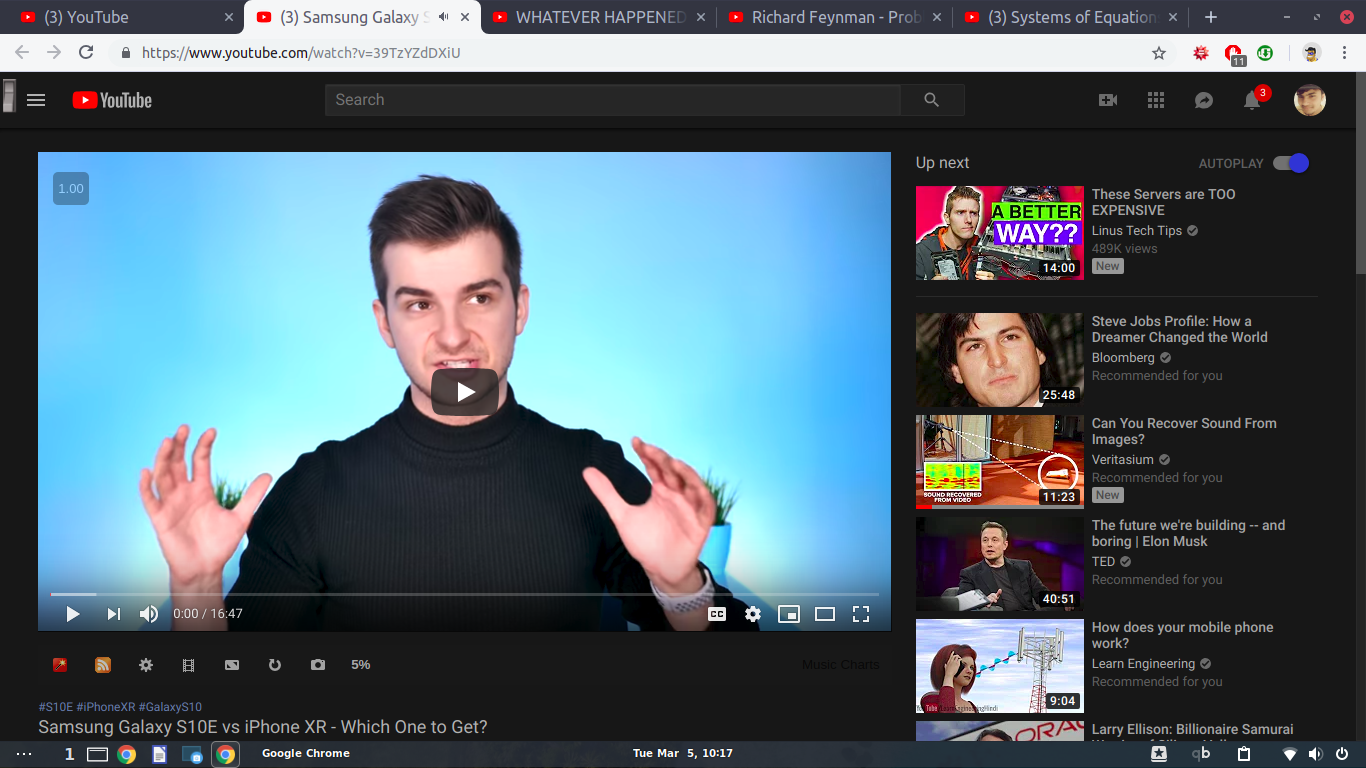 (3) YouTube
(3) Samsung Galaxy S
WHATEVER HAPPENED
Richard Feynman - Prob
(3) Systems of Equation
https://www.youtube.com/watch?v=39TzYZdDXiU
11
YouTube
Search
3
1.00
0:00 / 16:47
CC
5%
Music Charts
#S10E #iPhoneXR #GalaxyS10
Samsung Galaxy S10E vs iPhone XR - Which One to Get?
Up next
AUTOPLAY
A BETTER
WAY??
14:00
These Servers are TOO
EXPENSIVE
Linus Tech Tips
489K views
New
25:48
Steve Jobs Profile: How a
Dreamer Changed the World
Bloomberg
Recommended for you
SOUND RECOVERED
FROM VIDEO
11:23
Can You Recover Sound From
Images?
Veritasium
Recommended for you
New
40:51
The future we're building -- and
boring | Elon Musk
TED
Recommended for you
9:04
How does your mobile phone
work?
Learn Engineering
Recommended for you
Larry Ellison: Billionaire Samurai
1
Google Chrome
Tue Mar 5, 10:17
qb